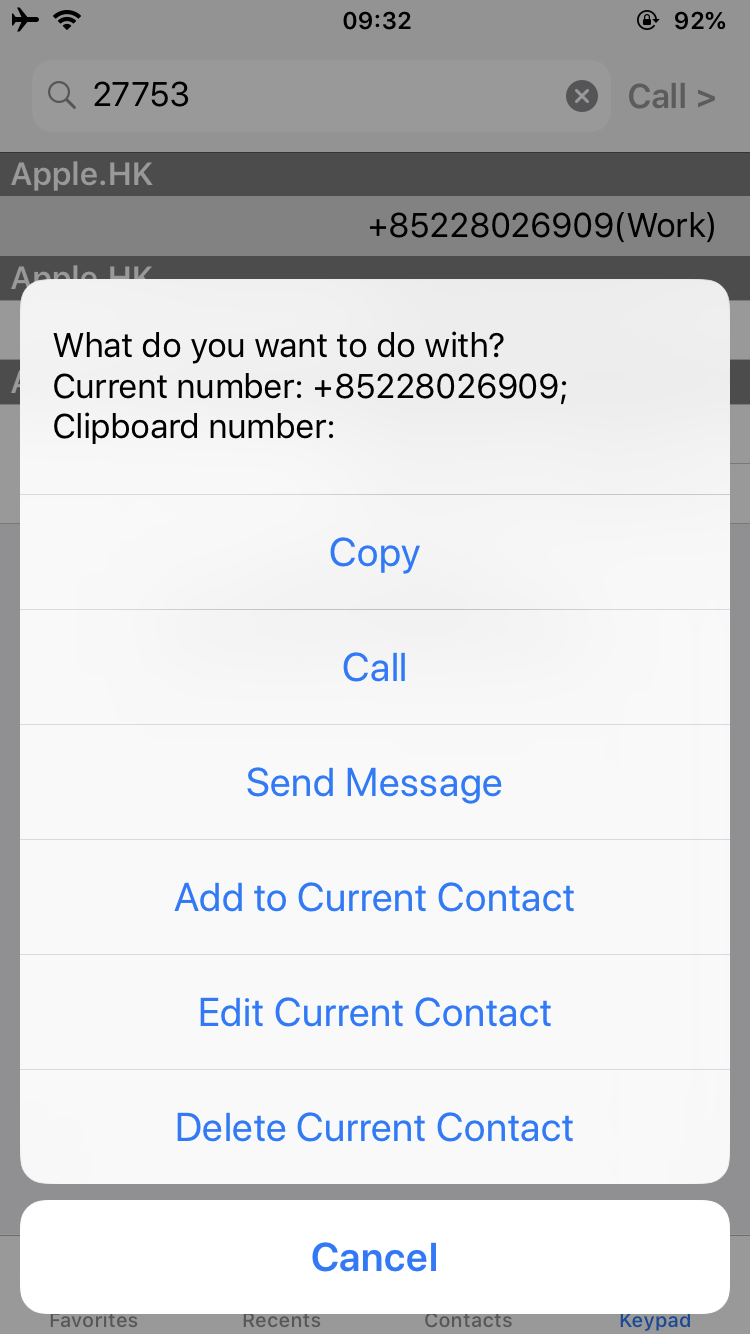 09:32
92%
27753
Call >
Apple.HK
+85228026909(Work)
Apple.HK
What do you want to do with?
Current number: +85228026909;
Clipboard number:
Copy
Call
Send Message
Add to Current Contact
Edit Current Contact
Delete Current Contact
Cancel
Favorites
Recents
Contacts
Keypad